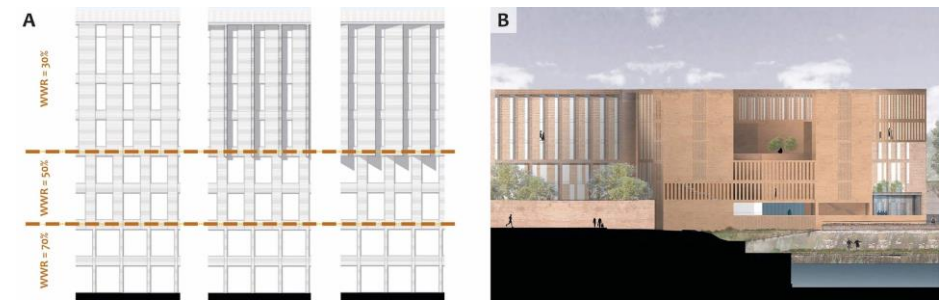 A
WWR = 30%
WWR = 50%
WWR = 70%
B